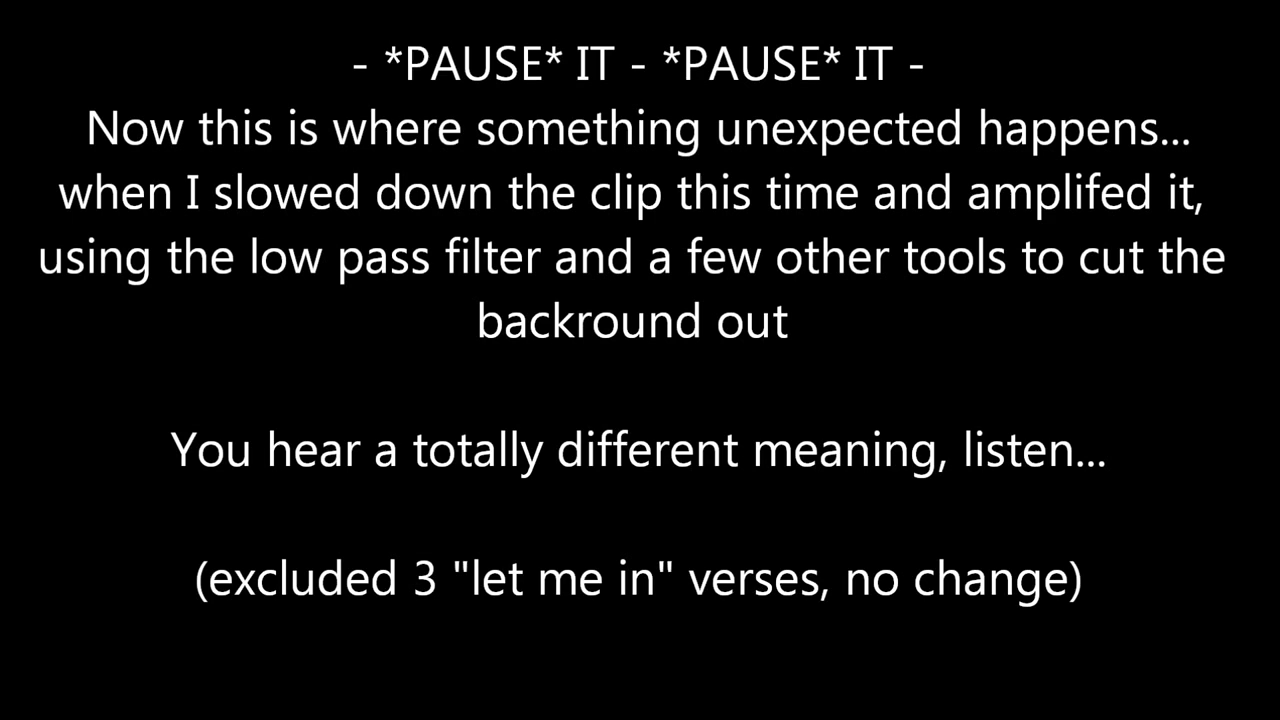 - *PAUSE* IT - *PAUSE* IT -
Now this is where something unexpected happens...
when I slowed down the clip this time and amplifed it,
using the low pass filter and a few other tools to cut the
backround out
You hear a totally different meaning, listen...
(excluded 3 "let me in" verses, no change)